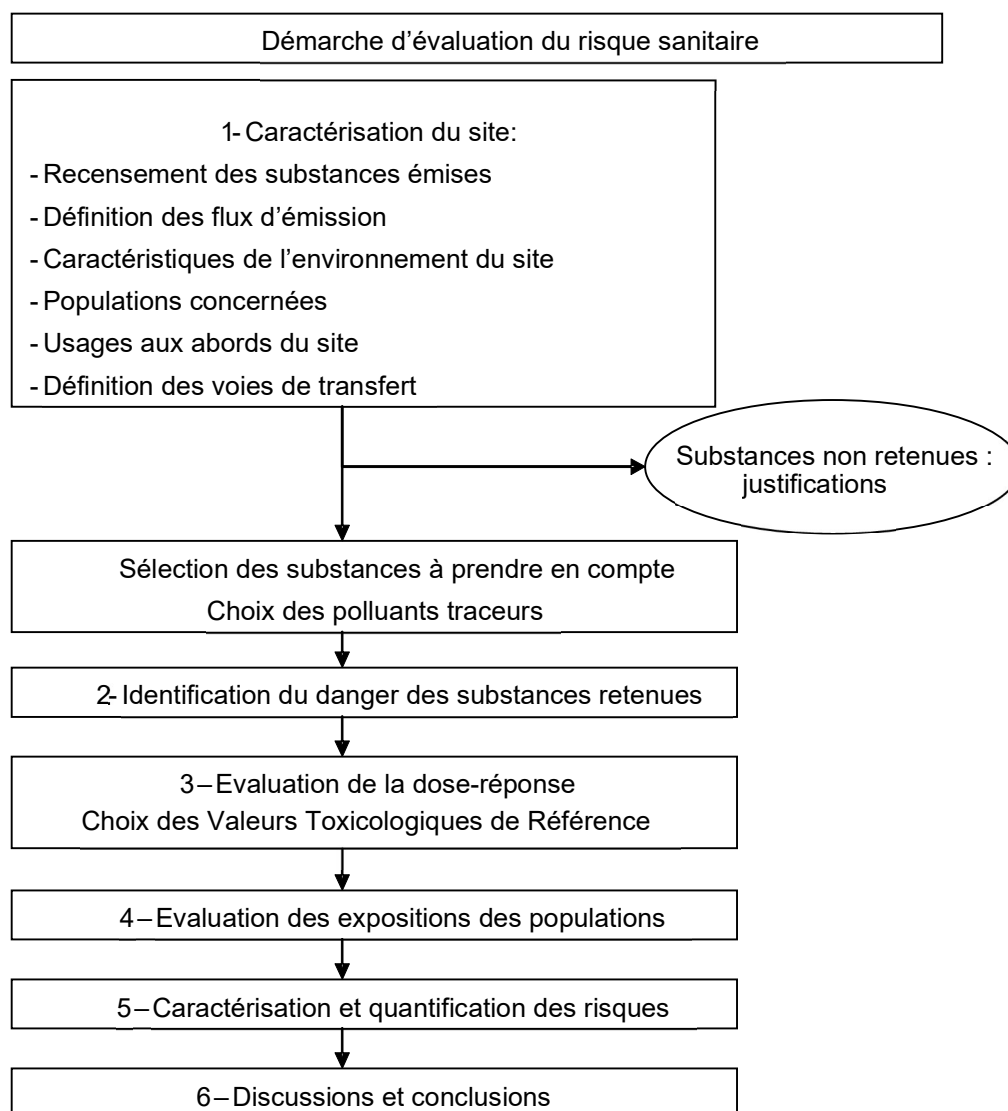 Démarche d’évaluation du risque sanitaire
1- Caractérisation du site:
- Recensement des substances émises
- Définition des flux d’émission
- Caractéristiques de l’environnement du site
- Populations concernées
- Usages aux abords du site
- Définition des voies de transfert
Substances non retenues :
justifications
Sélection des substances à prendre en compte
Choix des polluants traceurs
2- Identification du danger des substances retenues
3– Evaluation de la dose-réponse
Choix des Valeurs Toxicologiques de Référence
4– Evaluation des expositions des populations
5– Caractérisation et quantification des risques
6– Discussions et conclusions